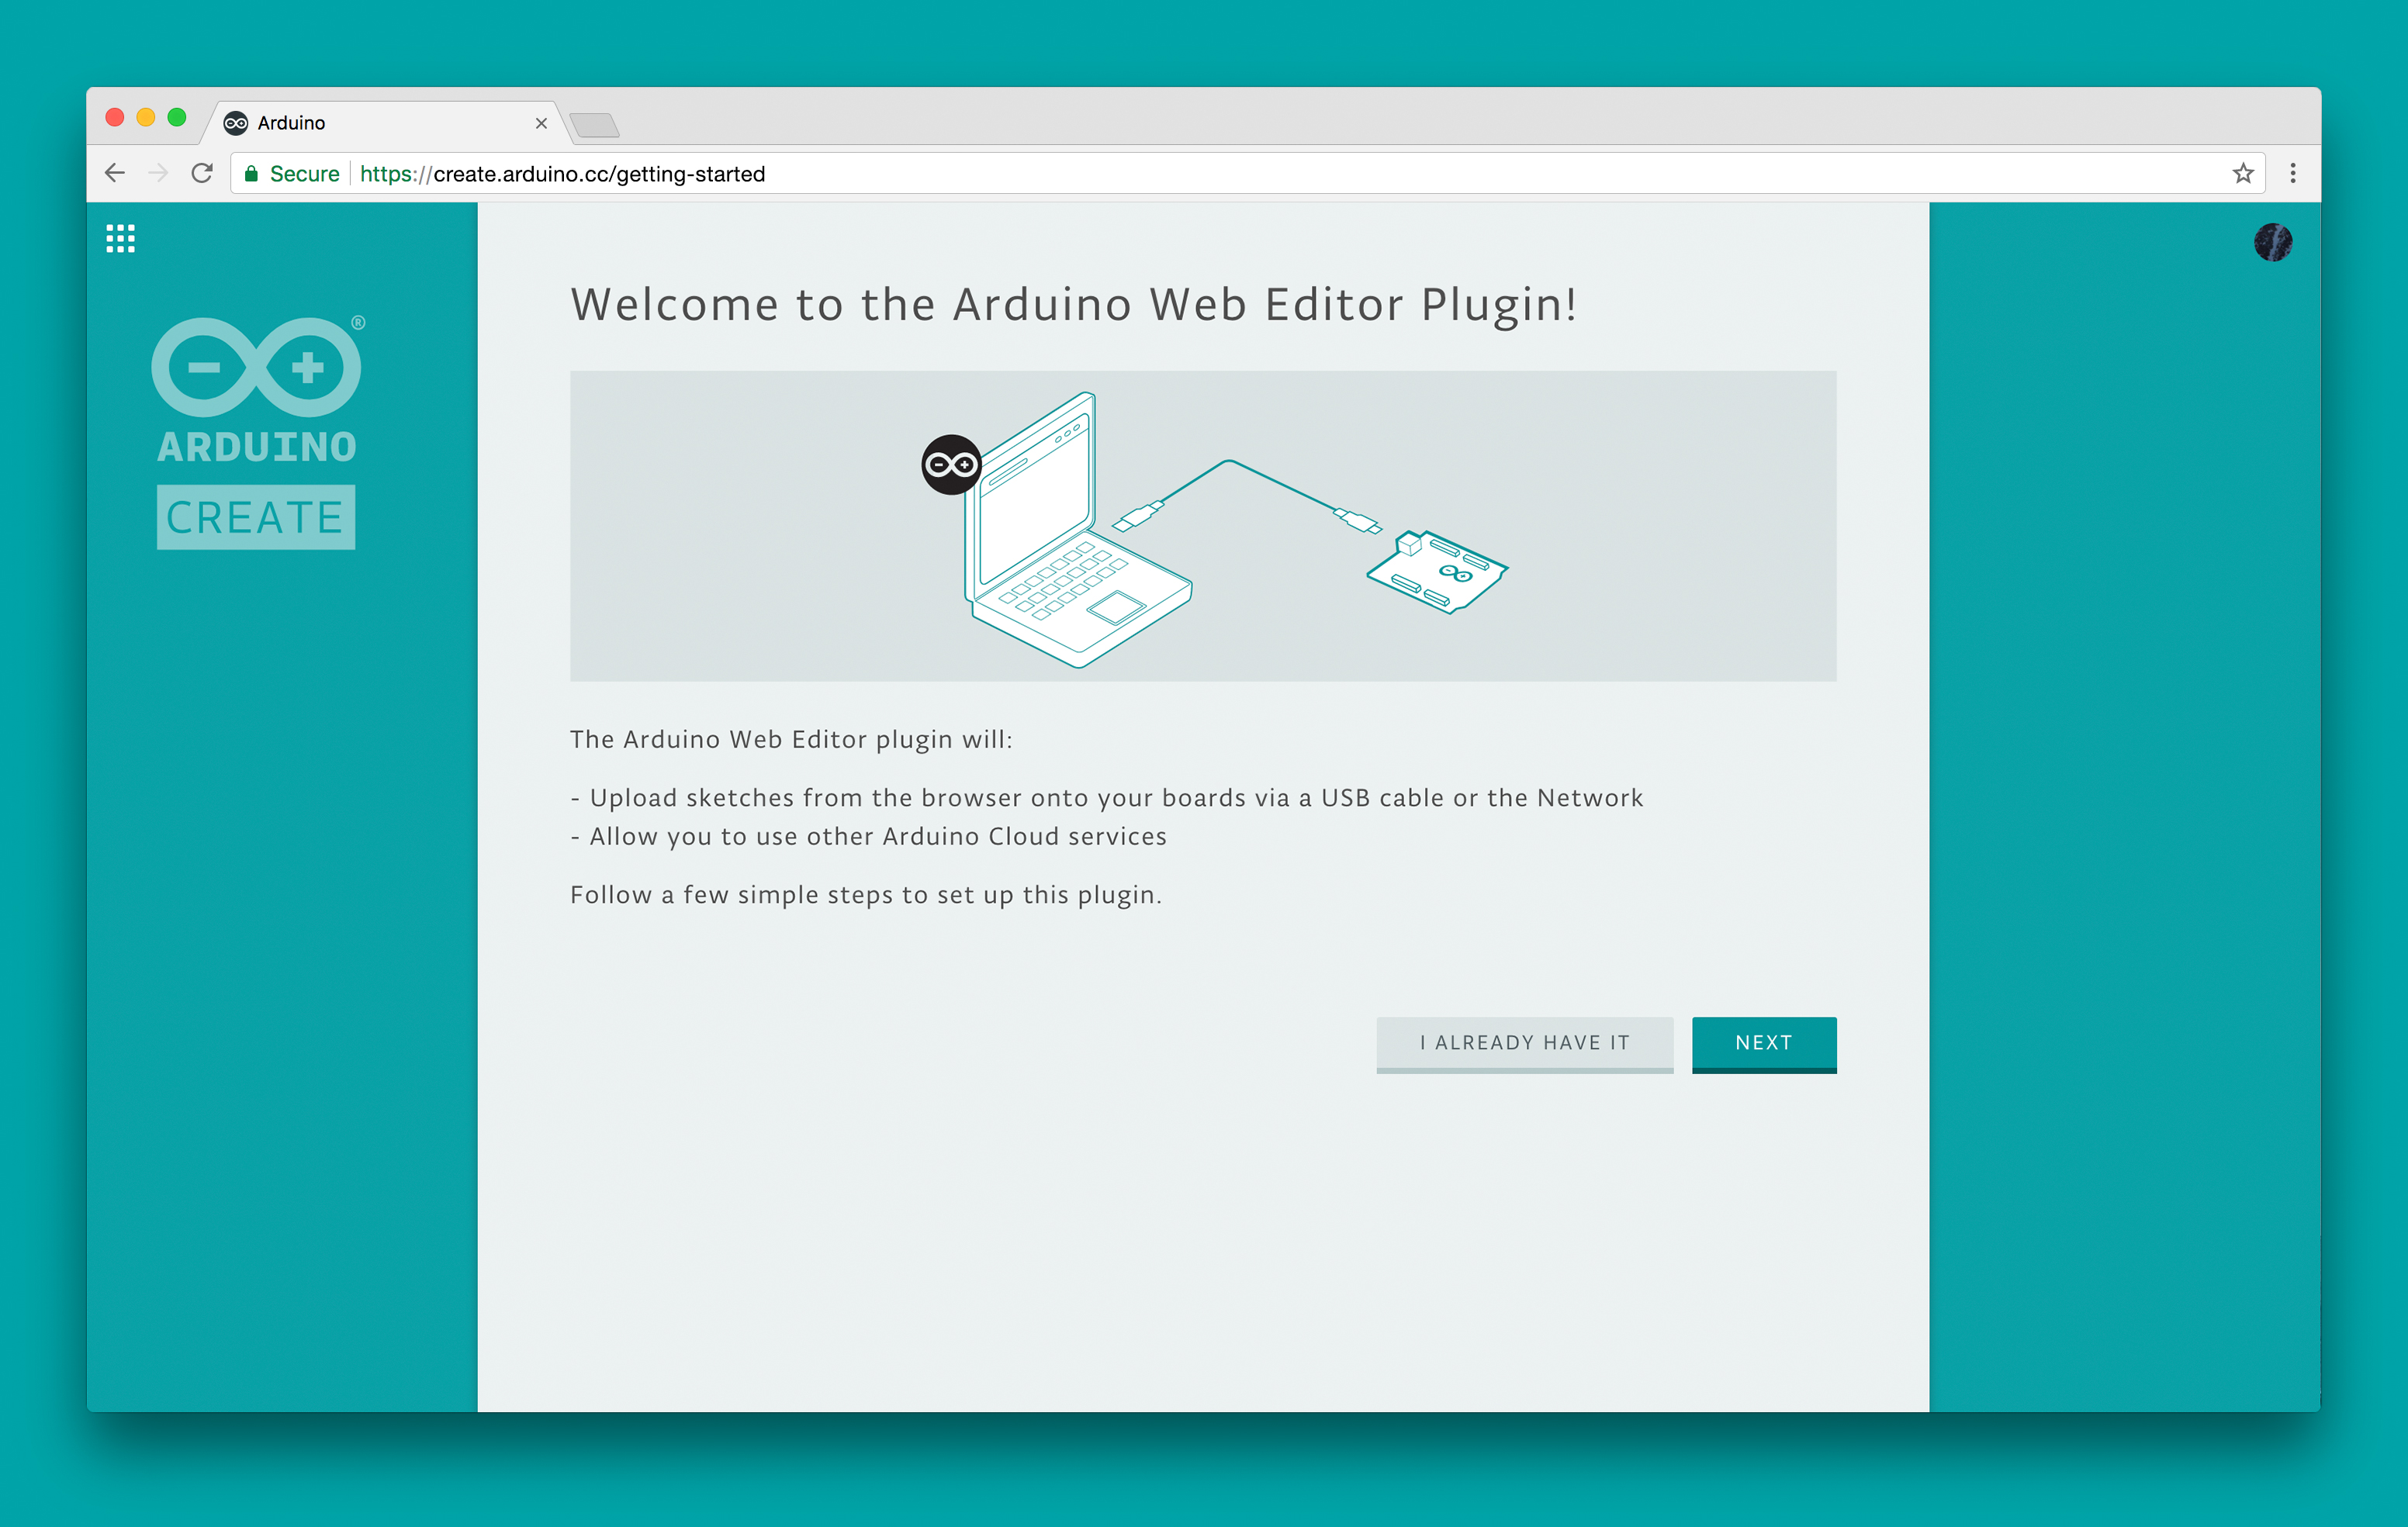 Arduino
Secure
https://create.arduino.cc/getting-started
®
ARDUINO
CREATE
Welcome to the Arduino Web Editor Plugin!
The Arduino Web Editor plugin will:
- Upload sketches from the browser onto your boards via a USB cable or the Network
- Allow you to use other Arduino Cloud services
Follow a few simple steps to set up this plugin.
I ALREADY HAVE IT
NEXT